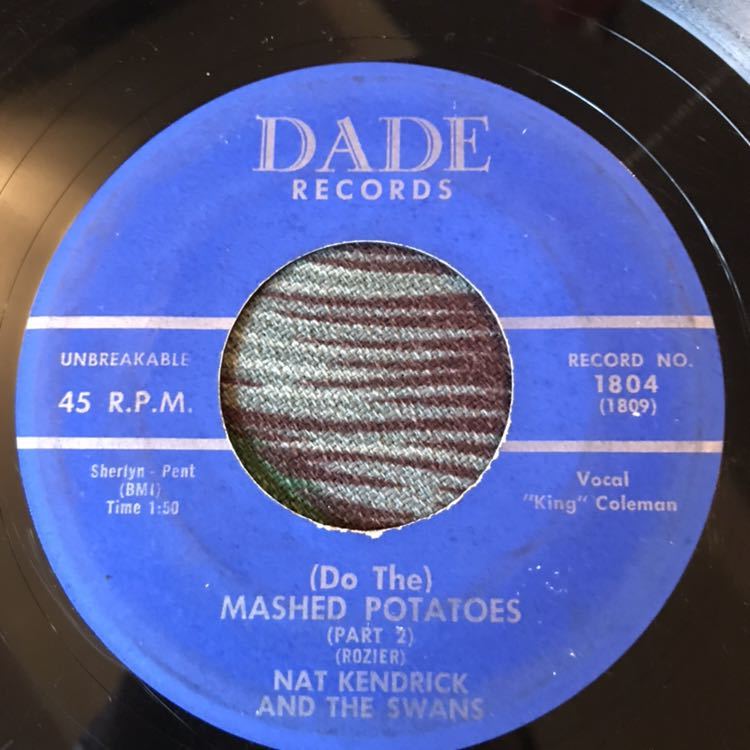 DADE
RECORDS
UNBREAKABLE
45 R.P.M.
RECORD NO.
1804
(1809)
Sherlyn - Pent
(BMI)
Time 1:50
Vocal
"King" Coleman
(Do The)
MASHED POTATOES
(PART 2)
(ROZIER)
NAT KENDRICK
AND THE SWANS